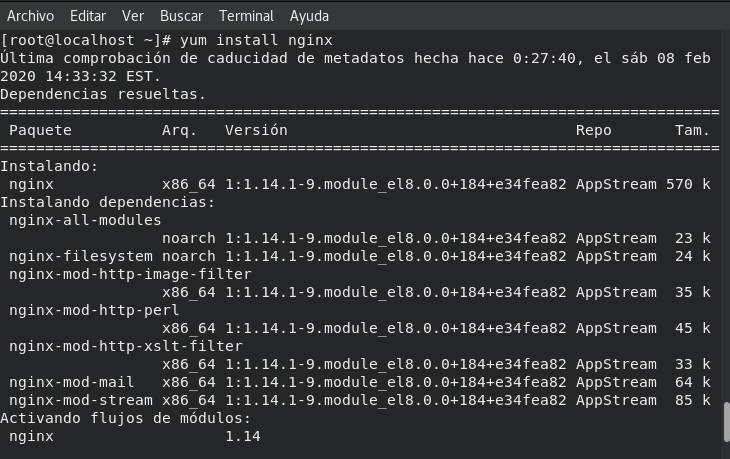 Archivo Editar Ver Buscar Terminal Ayuda
[root@localhost ~]# yum install nginx
Última comprobación de caducidad de metadatos hecha hace 0:27:40, el sáb 08 feb
2020 14:33:32 EST.
Dependencias resueltas.
================================================================================
Paquete Arq. Versión Repo Tam.
================================================================================
Instalando:
nginx x86_64 1:1.14.1-9.module_el8.0.0+184+e34fea82 AppStream 570 k
Instalando dependencias:
nginx-all-modules
noarch 1:1.14.1-9.module_el8.0.0+184+e34fea82 AppStream 23 k
nginx-filesystem noarch 1:1.14.1-9.module_el8.0.0+184+e34fea82 AppStream 24 k
nginx-mod-http-image-filter
x86_64 1:1.14.1-9.module_el8.0.0+184+e34fea82 AppStream 35 k
nginx-mod-http-perl
x86_64 1:1.14.1-9.module_el8.0.0+184+e34fea82 AppStream 45 k
nginx-mod-http-xslt-filter
x86_64 1:1.14.1-9.module_el8.0.0+184+e34fea82 AppStream 33 k
nginx-mod-mail x86_64 1:1.14.1-9.module_el8.0.0+184+e34fea82 AppStream 64 k
nginx-mod-stream x86_64 1:1.14.1-9.module_el8.0.0+184+e34fea82 AppStream 85 k
Activando flujos de módulos:
nginx 1.14